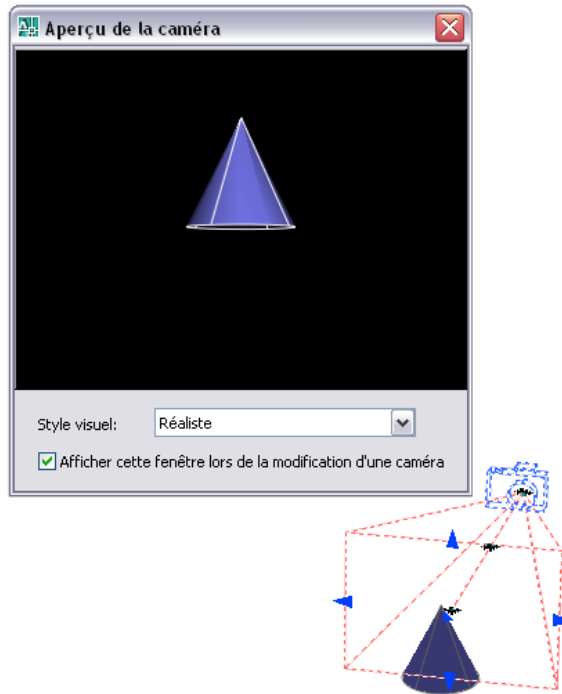 Aperçu de la caméra
Style visuel:
Réaliste
Afficher cette fenêtre lors de la modification d'une caméra